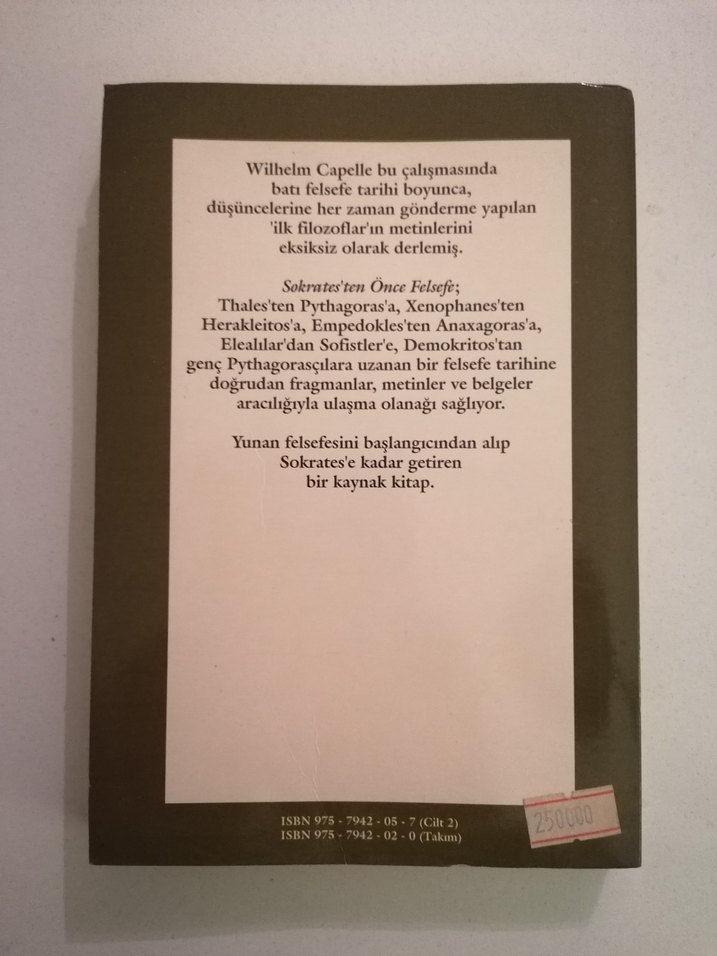 Wilhelm Capelle bu çalışmasında
batı felsefe tarihi boyunca,
düşüncelerine her zaman gönderme yapılan
'ilk filozoflar'ın metinlerini
eksiksiz olarak derlemiş.
Sokrates'ten Önce Felsefe;
Thales'ten Pythagoras'a, Xenophanes'ten
Herakleitos'a, Empedokles'ten Anaxagoras'a,
Elealılar'dan Sofistler'e, Demokritos'tan
genç Pythagorasçılara uzanan bir felsefe tarihine
doğrudan fragmanlar, metinler ve belgeler
aracılığıyla ulaşma olanağı sağlıyor.
Yunan felsefesini başlangıcından alıp
Sokrates'e kadar getiren
bir kaynak kitap.
ISBN 975 - 7942 - 05 - 7 (Cilt 2)
ISBN 975 - 7942 - 02 - 0 (Takım)
250000